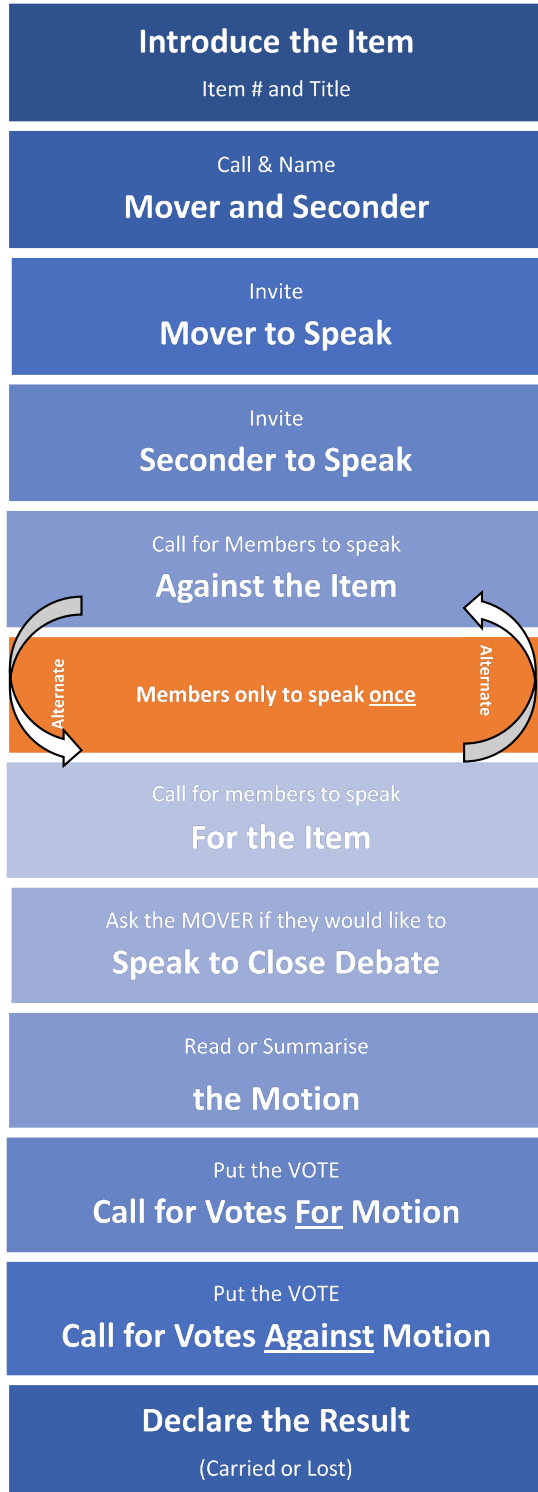 Introduce the Item
Item # and Title
Call & Name
Mover and Seconder
Invite
Mover to Speak
Invite
Seconder to Speak
Call for Members to speak
Against the Item
Alternate
Members only to speak once
Alternate
Call for members to speak
For the Item
Ask the MOVER if they would like to
Speak to Close Debate
Read or Summarise
the Motion
Put the VOTE
Call for Votes For Motion
Put the VOTE
Call for Votes Against Motion
Declare the Result
(Carried or Lost)